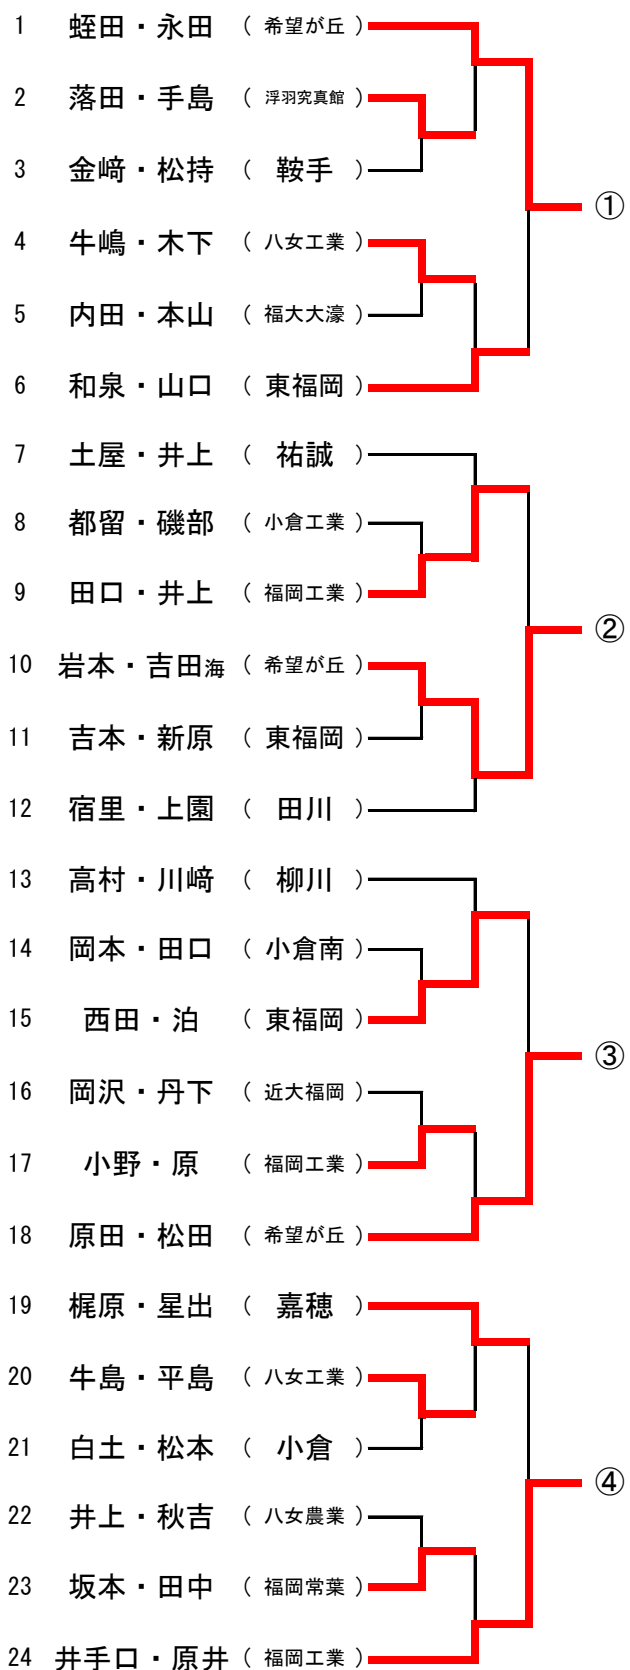 1 蛭田・永田 （ 希望が丘 ）
2 落田・手島 （ 浮羽究真館 ）
3 金﨑・松持 （ 鞍手 ）
①
4 牛嶋・木下 （ 八女工業 ）
5 内田・本山 （ 福大大濠 ）
6 和泉・山口 （ 東福岡 ）
7 土屋・井上 （ 祐誠 ）
8 都留・磯部 （ 小倉工業 ）
9 田口・井上 （ 福岡工業 ）
②
10 岩本・吉田海 （ 希望が丘 ）
11 吉本・新原 （ 東福岡 ）
12 宿里・上園 （ 田川 ）
13 高村・川﨑 （ 柳川 ）
14 岡本・田口 （ 小倉南 ）
15 西田・泊 （ 東福岡 ）
③
16 岡沢・丹下 （ 近大福岡 ）
17 小野・原 （ 福岡工業 ）
18 原田・松田 （ 希望が丘 ）
19 梶原・星出 （ 嘉穂 ）
20 牛島・平島 （ 八女工業 ）
21 白土・松本 （ 小倉 ）
④
22 井上・秋吉 （ 八女農業 ）
23 坂本・田中 （ 福岡常葉 ）
24 井手口・原井 （ 福岡工業 ）